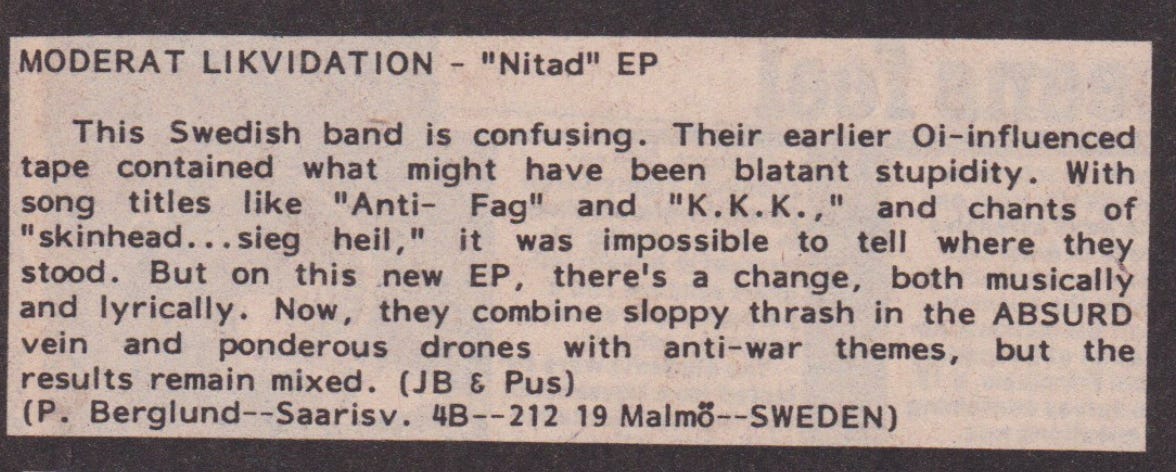 MODERAT LIKVIDATION - "Nitad" EP
This Swedish band is confusing. Their earlier Oi-influenced
tape contained what might have been blatant stupidity. With
song titles like "Anti- Fag" and "K.K.K.," and chants of
"skinhead...sieg heil," it was impossible to tell where they
stood. But on this new EP, there's a change, both musically
and lyrically. Now, they combine sloppy thrash in the ABSURD
vein and ponderous drones with anti-war themes, but the
results remain mixed. (JB & Pus)
(P. Berglund--Saarisv. 4B--212 19 Malmö--SWEDEN)